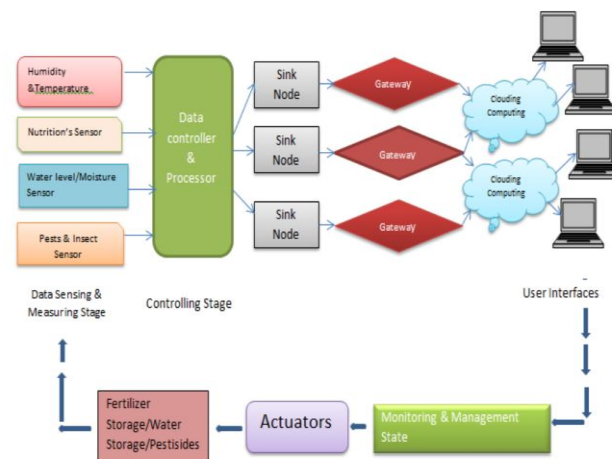 Humidity
&Temperature.
Nutrition's Sensor
Water level/Moisture
Sensor
Pests & Insect
Sensor
Data
controller
&
Processor
Sink
Node
Sink
Node
Sink
Node
Gateway
Gateway
Gateway
Clouding
Computing
Clouding
Computing
Data Sensing &
Measuring Stage
Controlling Stage
User Interfaces
Fertilizer
Storage/Water
Storage/Pestisides
Actuators
Monitoring & Management
State